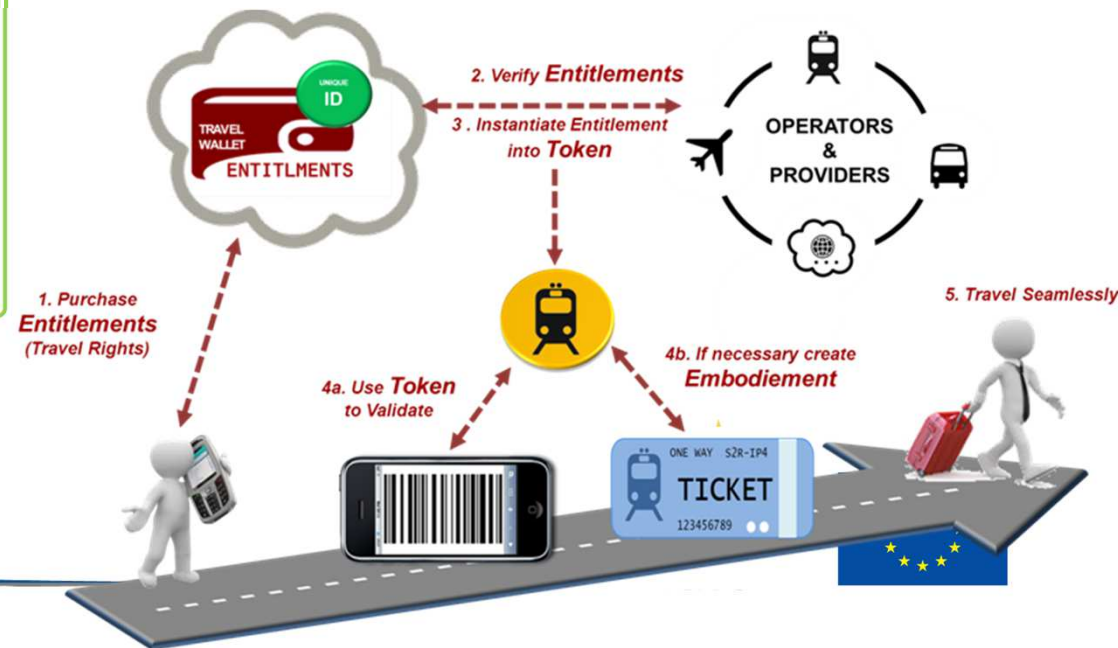 UNIQUE
ID
TRAVEL
WALLET
ENTITLMENTS
2. Verify Entitlements
3 . Instantiate Entitlement
into Token
OPERATORS
&
PROVIDERS
1. Purchase
Entitlements
(Travel Rights)
4a. Use Token
to Validate
4b. If necessary create
Embodiement
5. Travel Seamlessly
ONE WAY S2R-IP4
TICKET
123456789